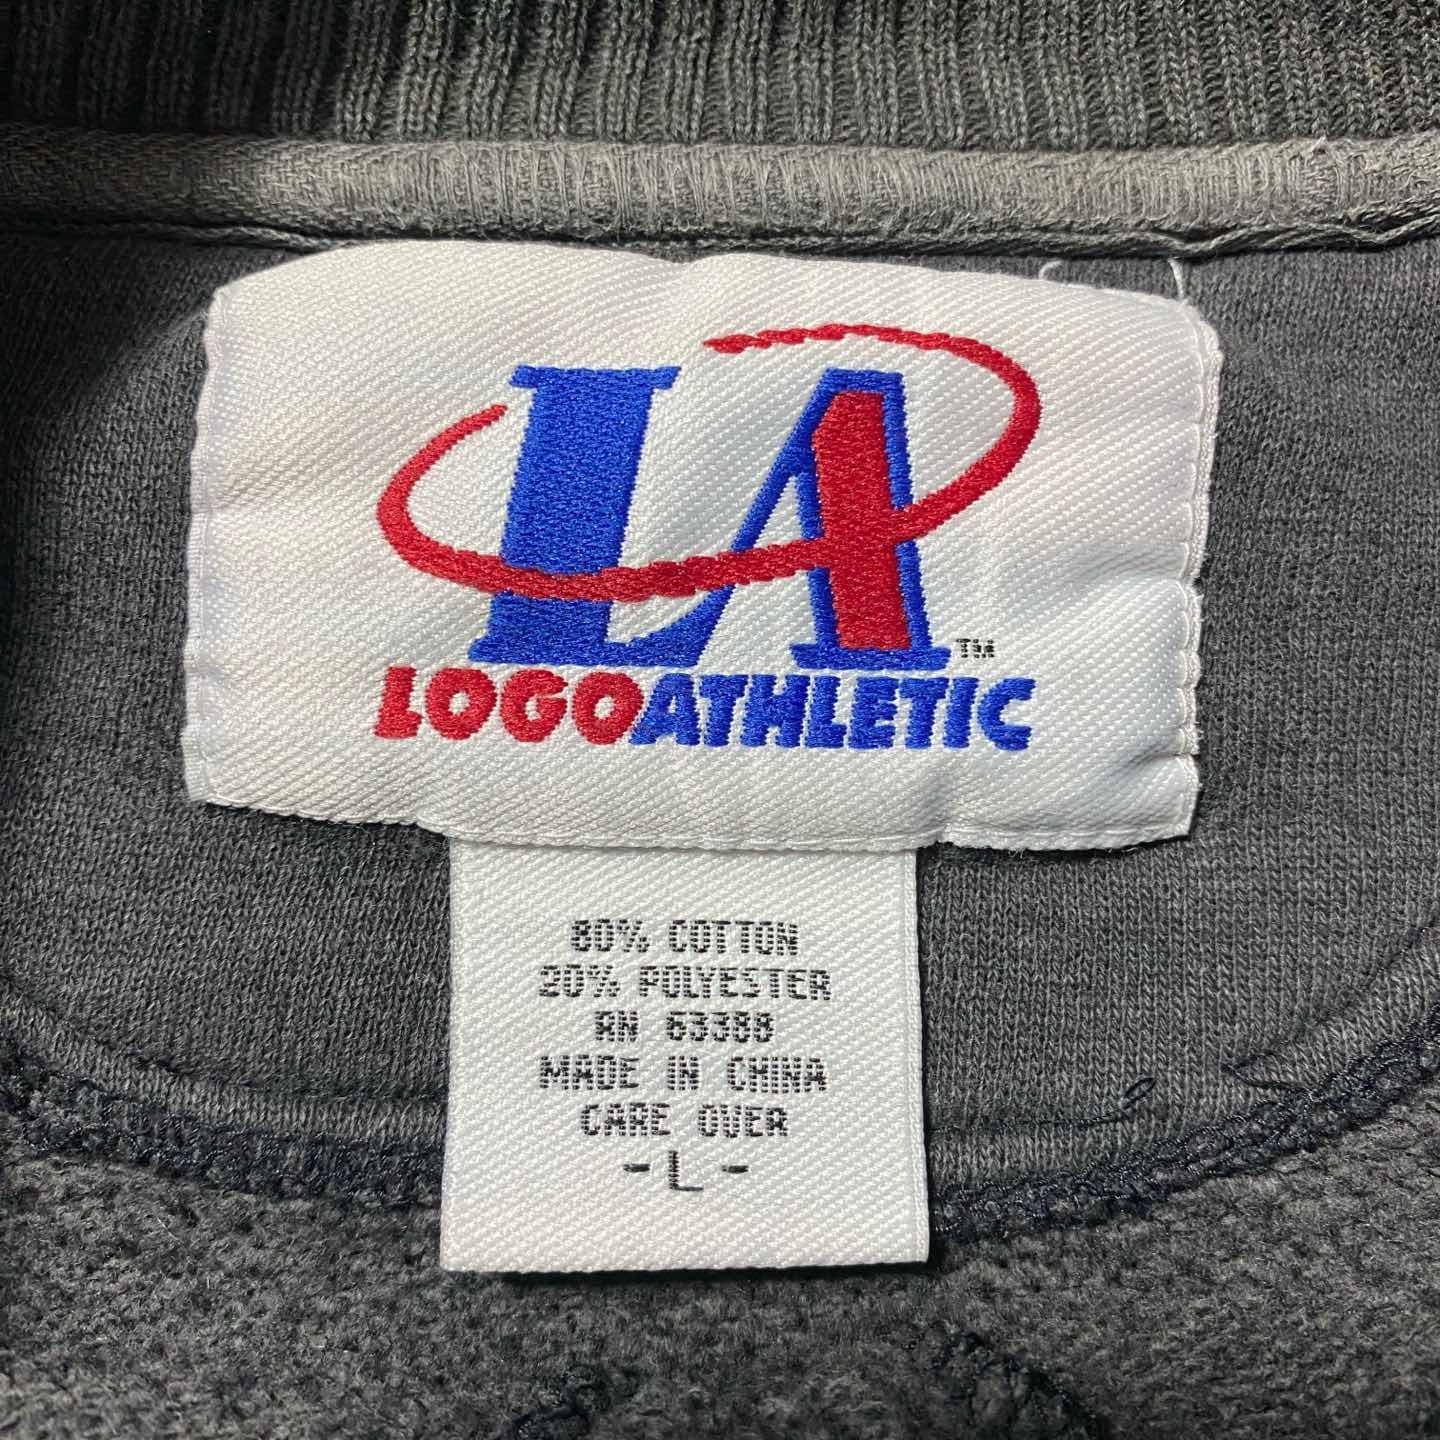 LA
TM
LOGOATHLETIC
80% COTTON
20% POLYESTER
RN 63388
MADE IN CHINA
CARE OVER
-L-